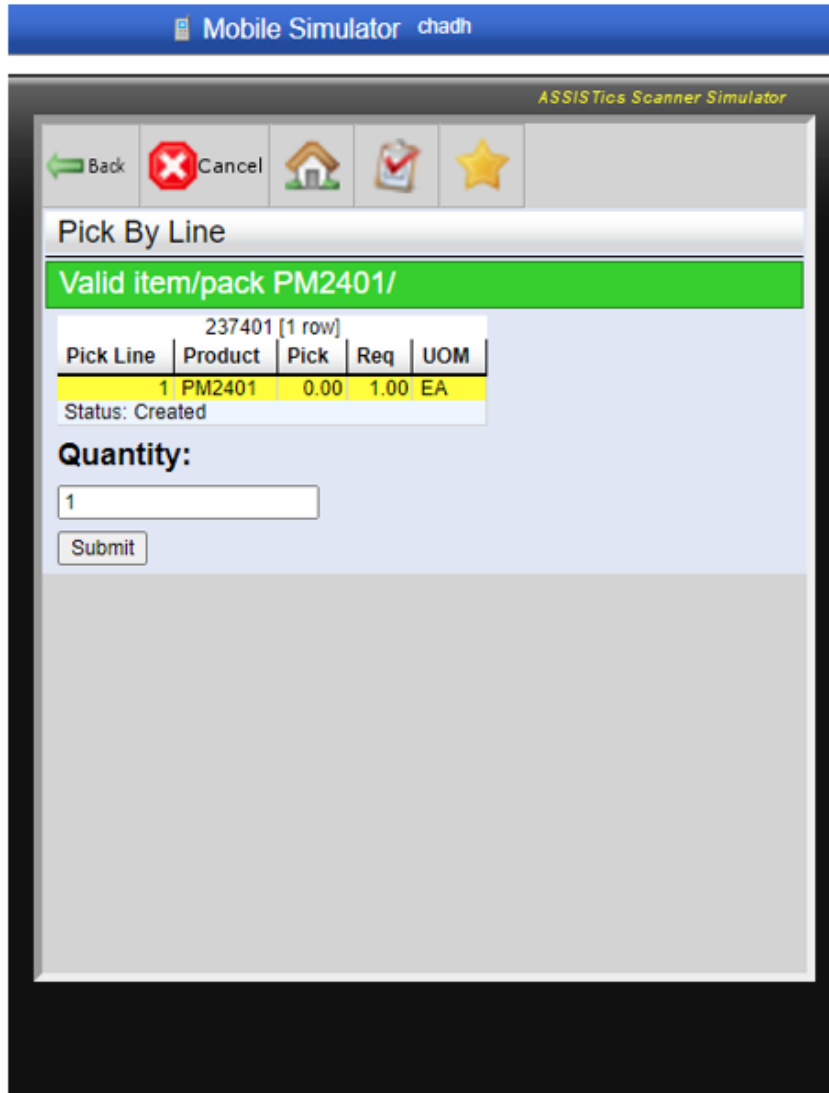 Mobile Simulator chadh
ASSISTics Scanner Simulator
Back Cancel
Pick By Line
Valid item/pack PM2401/
237401 [1 row]
Pick Line Product Pick Req UOM
1 PM2401 0.00 1.00 EA
Status: Created
Quantity:
1
Submit